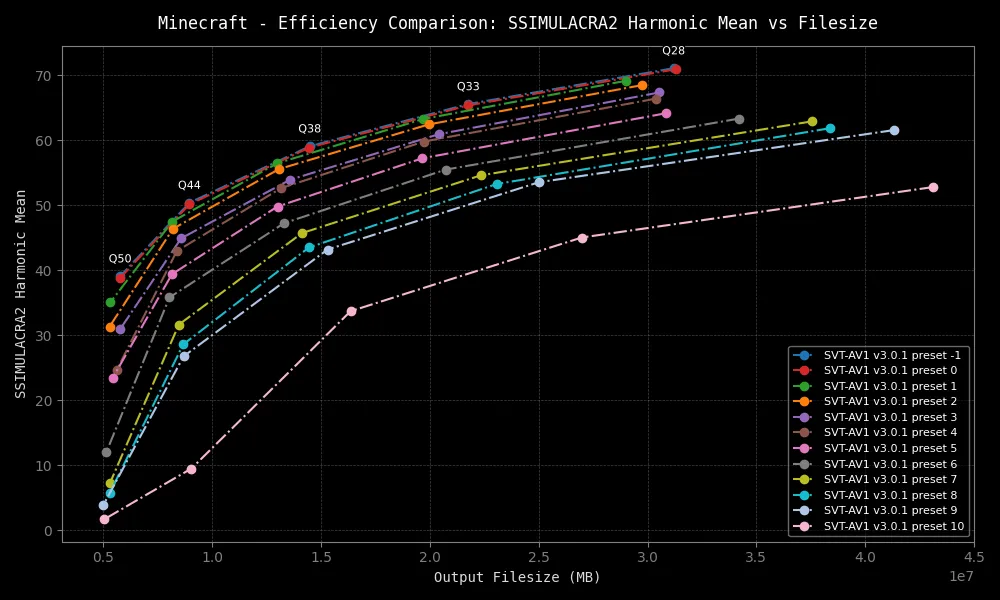 Minecraft - Efficiency Comparison: SSIMULACRA2 Harmonic Mean vs Filesize
Q28
Q33
Q38
Q44
Q50
SSIMULACRA2 Harmonic Mean
70
60
50
40
30
20
10
0
SVT-AV1 v3.0.1 preset -1
SVT-AV1 v3.0.1 preset 0
SVT-AV1 v3.0.1 preset 1
SVT-AV1 v3.0.1 preset 2
SVT-AV1 v3.0.1 preset 3
SVT-AV1 v3.0.1 preset 4
SVT-AV1 v3.0.1 preset 5
SVT-AV1 v3.0.1 preset 6
SVT-AV1 v3.0.1 preset 7
SVT-AV1 v3.0.1 preset 8
SVT-AV1 v3.0.1 preset 9
SVT-AV1 v3.0.1 preset 10
0.5 1.0 1.5 2.0 2.5 3.0 3.5 4.0 4.5
1e7
Output Filesize (MB)